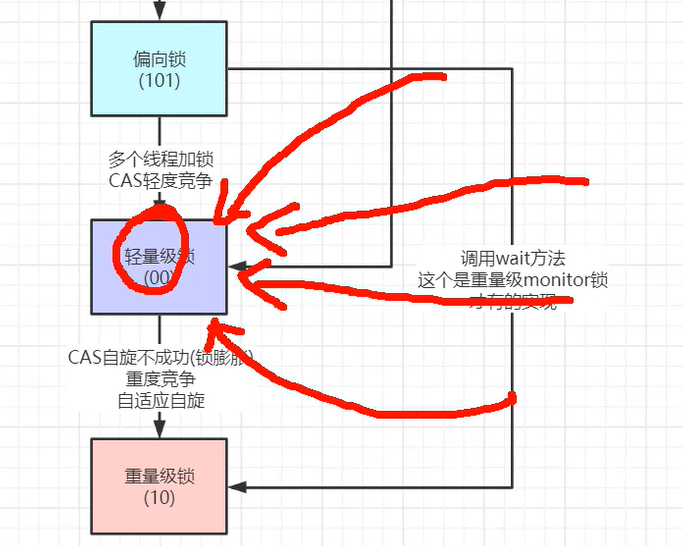 偏向锁
(101)
多个线程加锁
CAS轻度竞争
轻量级锁
(00)
调用wait方法
这个是重量级monitor锁
才有的实现
CAS自旋不成功(锁膨胀)
重度竞争
自适应自旋
重量级锁
(10)